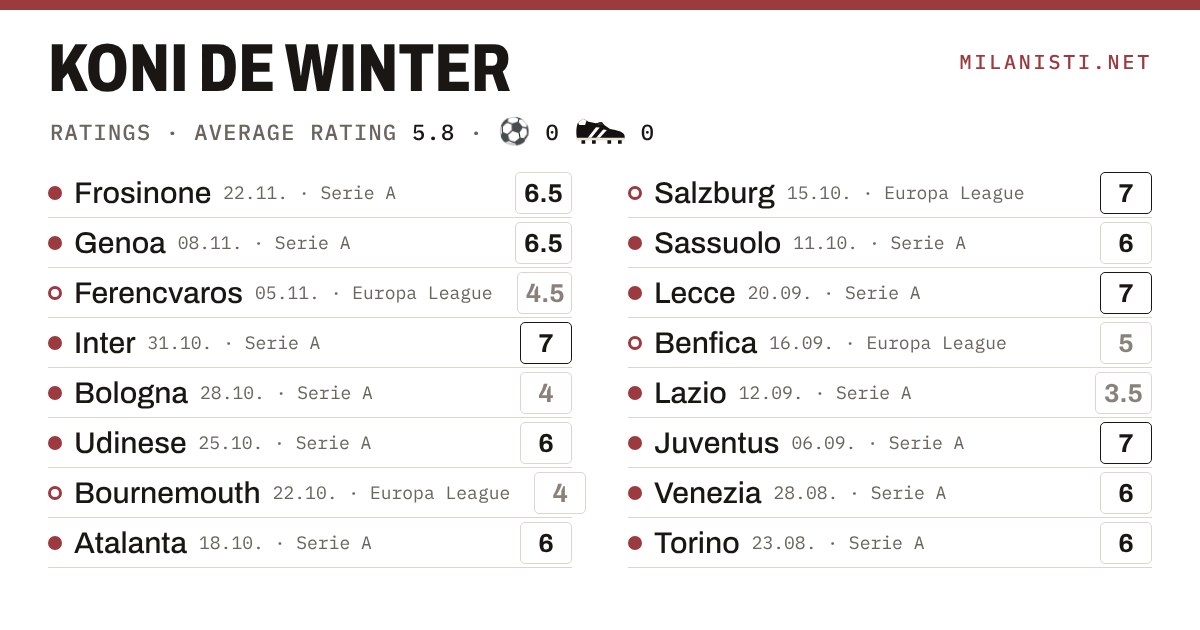 KONI DE WINTER
MILANISTI.NET
RATINGS · AVERAGE RATING 5.8 · ⚽ 0 0
Frosinone 22.11. · Serie A 6.5
Genoa 08.11. · Serie A 6.5
Ferencvaros 05.11. · Europa League 4.5
Inter 31.10. · Serie A 7
Bologna 28.10. · Serie A 4
Udinese 25.10. · Serie A 6
Bournemouth 22.10. · Europa League 4
Atalanta 18.10. · Serie A 6
Salzburg 15.10. · Europa League 7
Sassuolo 11.10. · Serie A 6
Lecce 20.09. · Serie A 7
Benfica 16.09. · Europa League 5
Lazio 12.09. · Serie A 3.5
Juventus 06.09. · Serie A 7
Venezia 28.08. · Serie A 6
Torino 23.08. · Serie A 6